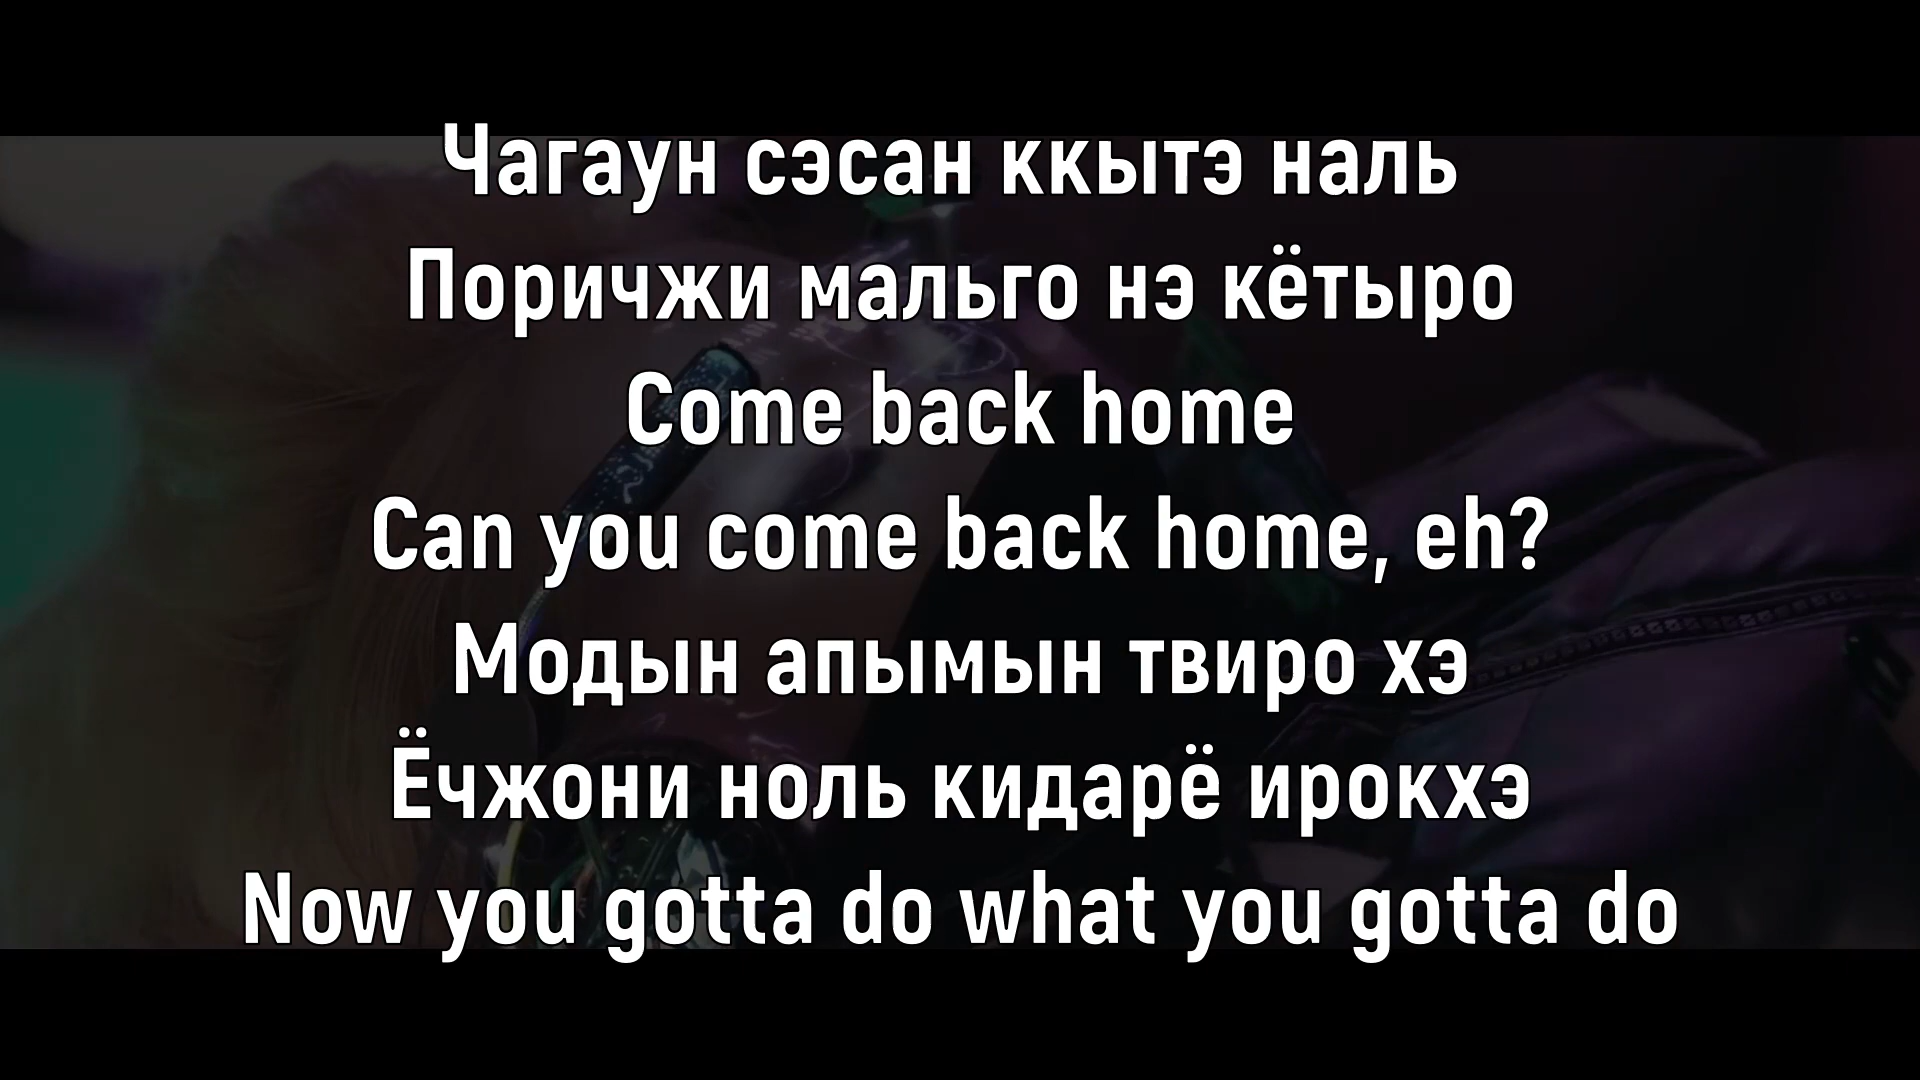 Чагаун сэсан ккытэ наль
Поричжи мальго нэ кётыро
Come back home
Can you come back home, eh?
Модын апымын твиро хэ
Ёчжони ноль кидарё ирокхэ
Now you gotta do what you gotta do